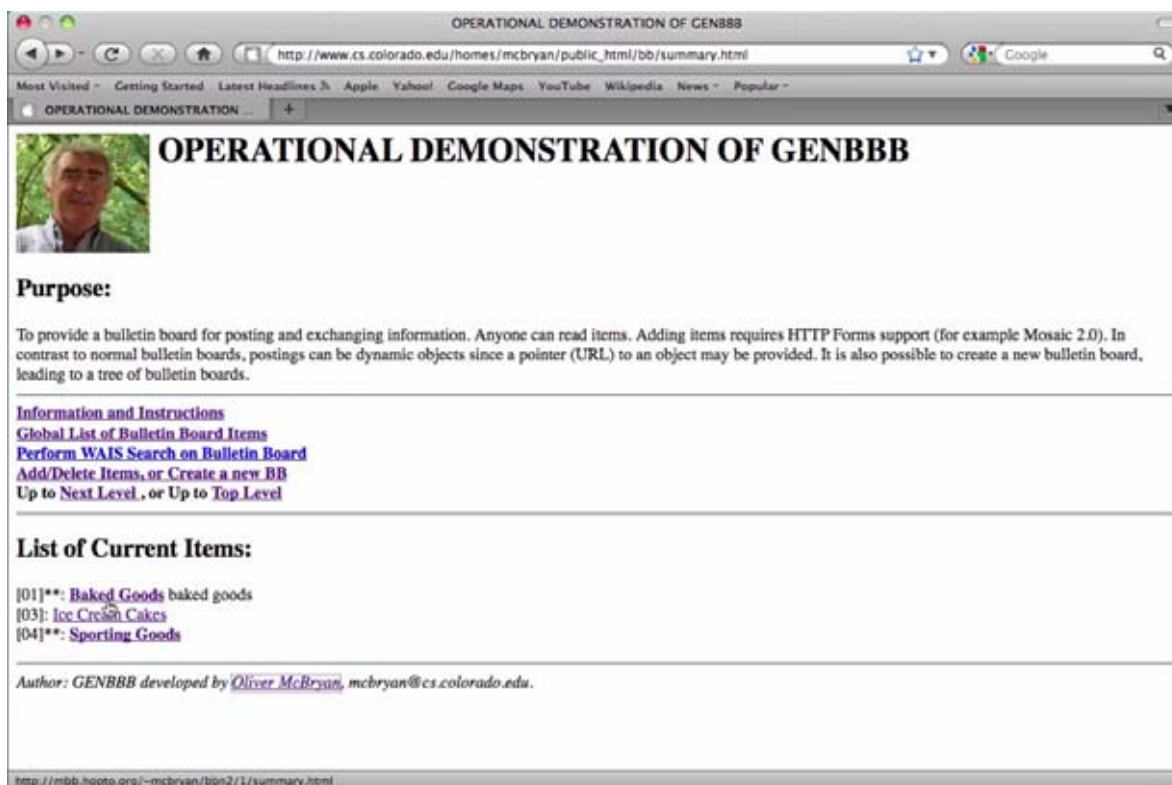 OPERATIONAL DEMONSTRATION OF GENBBB
http://www.cs.colorado.edu/homes/mcbryan/public_html/bb/summary.html
Google
Most Visited Getting Started Latest Headlines Apple Yahoo! Google Maps YouTube Wikipedia News Popular
OPERATIONAL DEMONSTRATION ... +
OPERATIONAL DEMONSTRATION OF GENBBB
Purpose:
To provide a bulletin board for posting and exchanging information. Anyone can read items. Adding items requires HTTP Forms support (for example Mosaic 2.0). In
contrast to normal bulletin boards, postings can be dynamic objects since a pointer (URL) to an object may be provided. It is also possible to create a new bulletin board,
leading to a tree of bulletin boards.
Information and Instructions
Global List of Bulletin Board Items
Perform WAIS Search on Bulletin Board
Add/Delete Items, or Create a new BB
Up to Next Level , or Up to Top Level
List of Current Items:
[01]**: Baked Goods baked goods
[03]: Ice Cream Cakes
[04]**: Sporting Goods
Author: GENBBB developed by Oliver McBryan, mcbryan@cs.colorado.edu.
http://mbb.hopto.org/~mcbryan/bbn2/1/summary.html